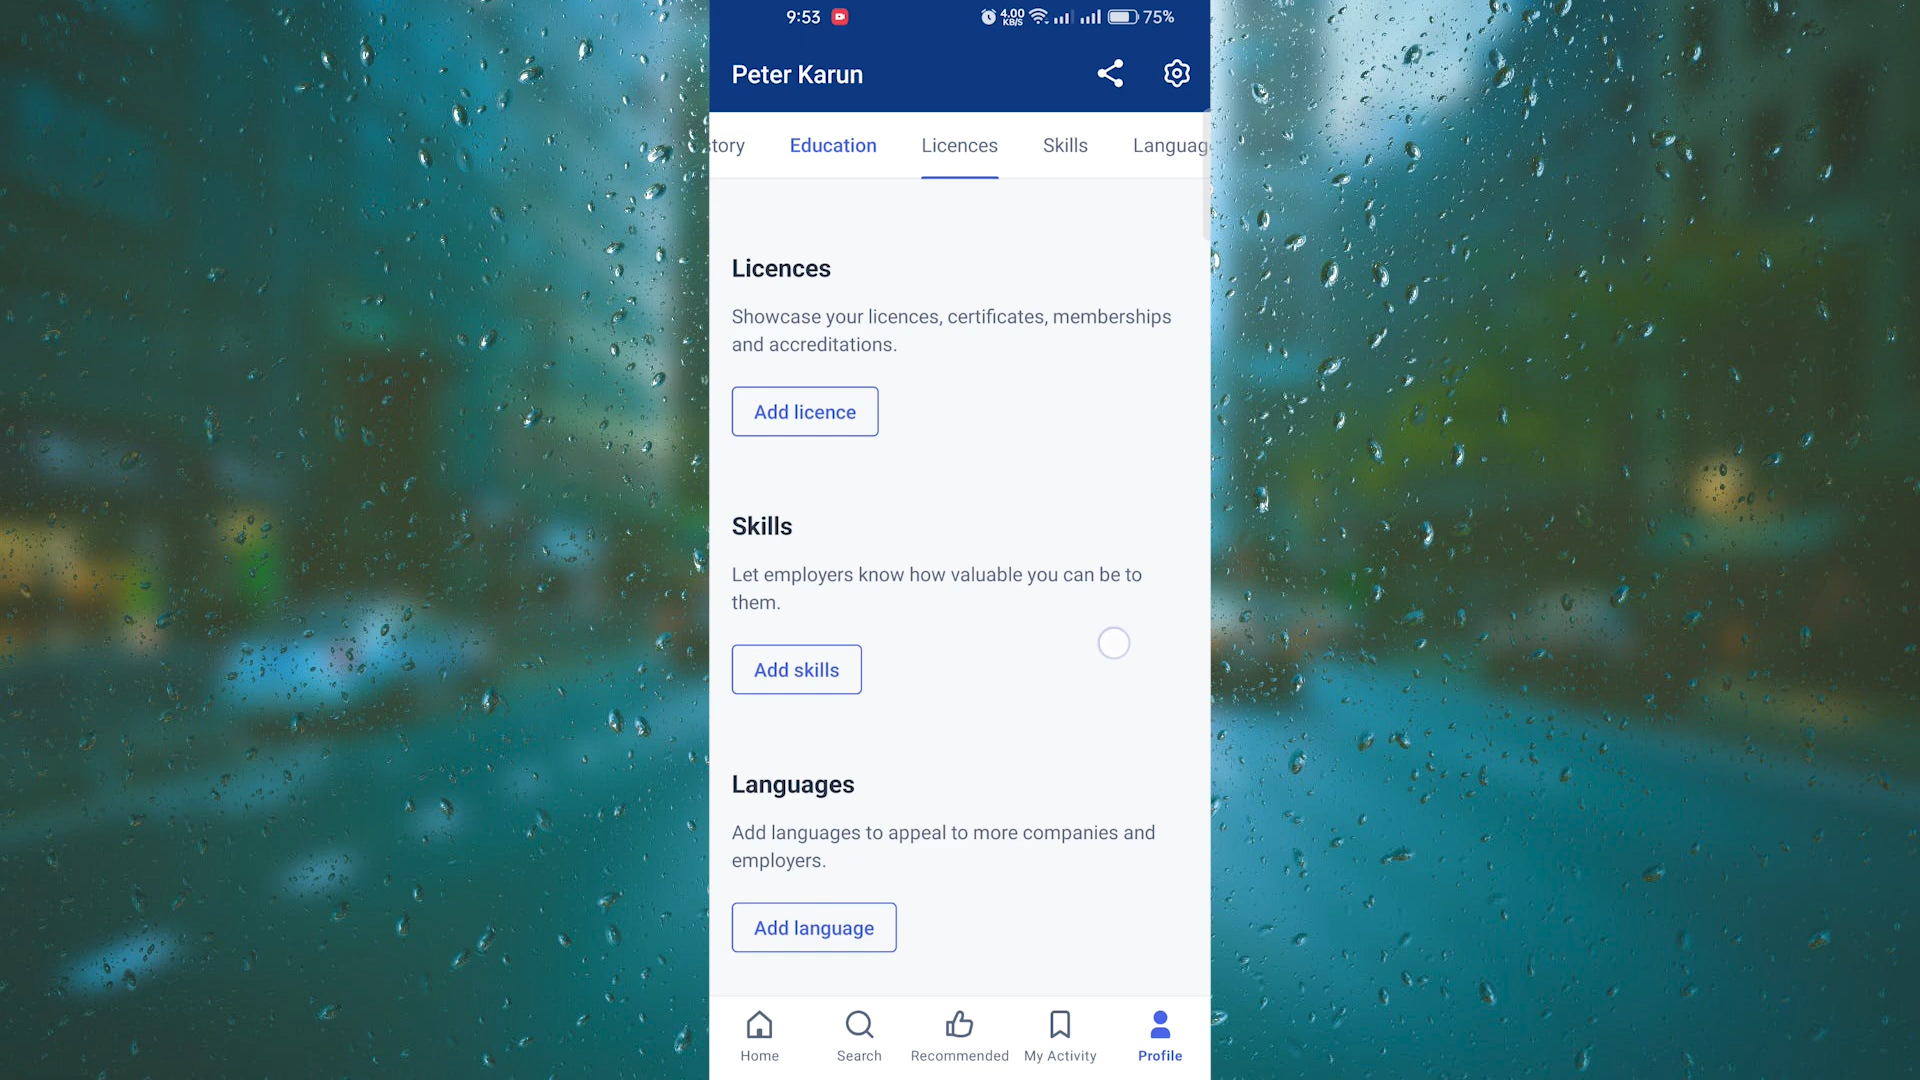 9:53 4.00 KB/S 75%
Peter Karun
tory Education Licences Skills Languag
Licences
Showcase your licences, certificates, memberships
and accreditations.
Add licence
Skills
Let employers know how valuable you can be to
them.
Add skills
Languages
Add languages to appeal to more companies and
employers.
Add language
Home Search Recommended My Activity Profile